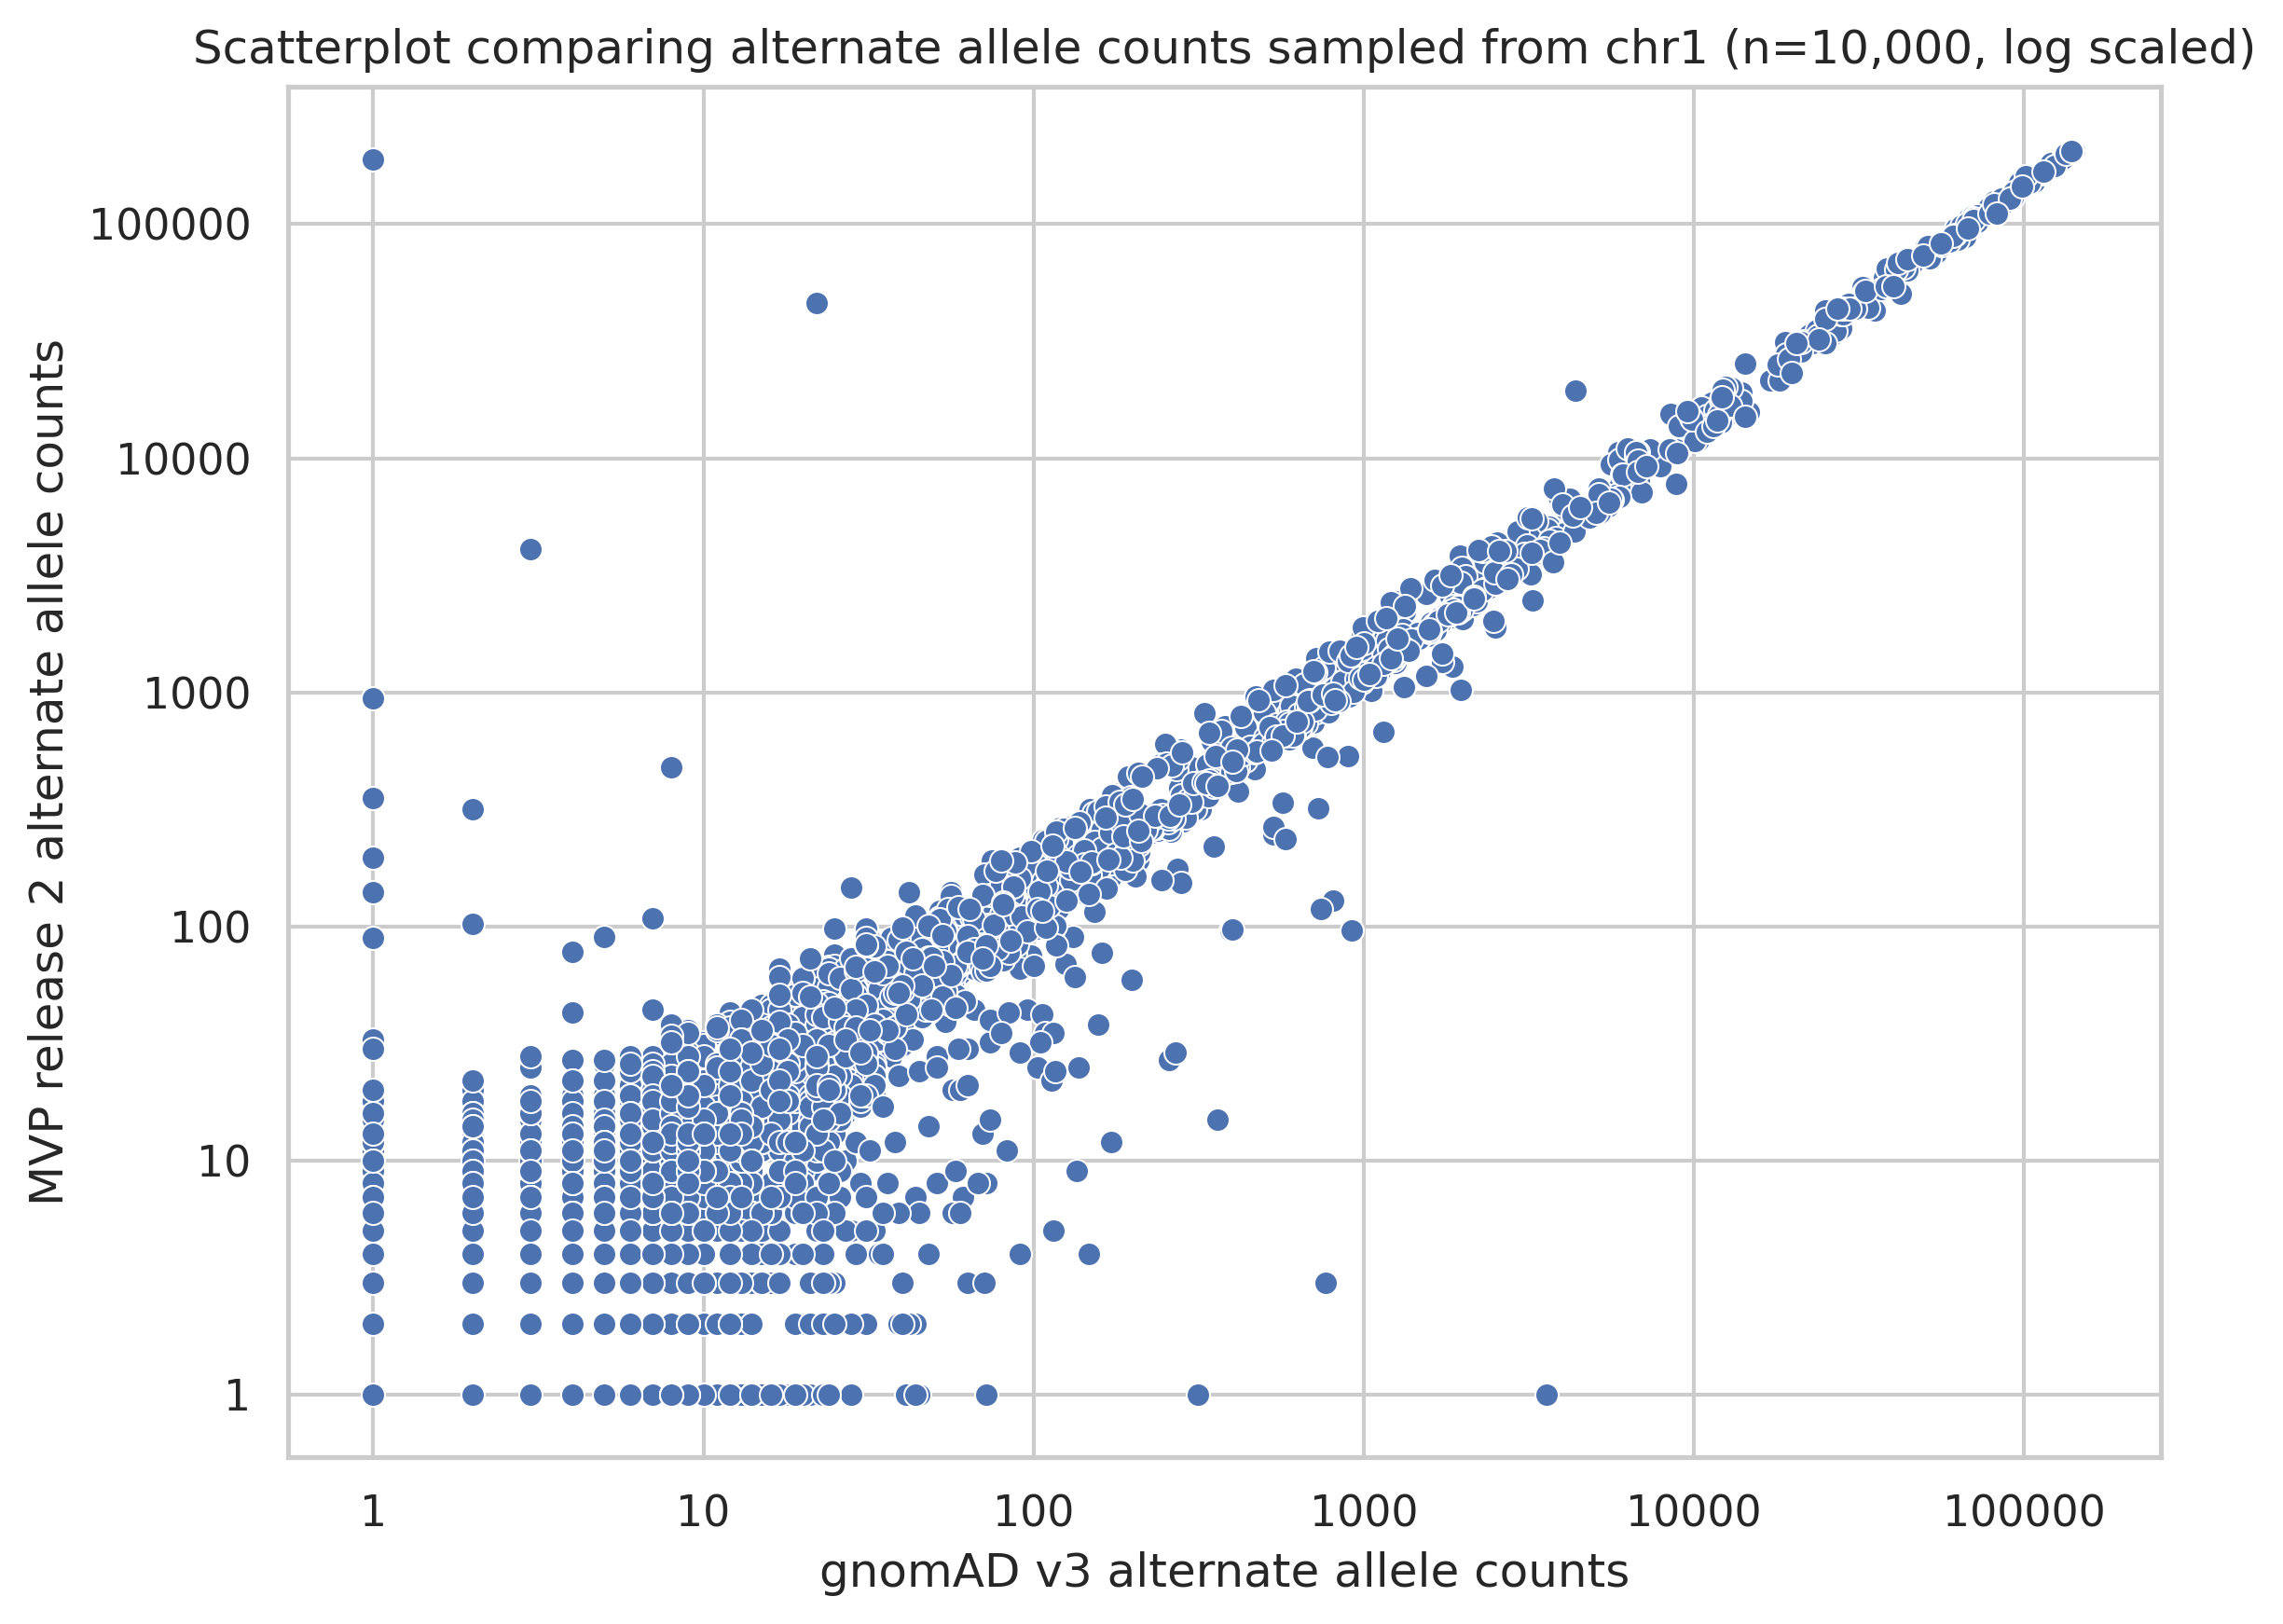 Scatterplot comparing alternate allele counts sampled from chr1 (n=10,000, log scaled)
MVP release 2 alternate allele counts
100000
10000
1000
100
10
1
1 10 100 1000 10000 100000
gnomAD v3 alternate allele counts